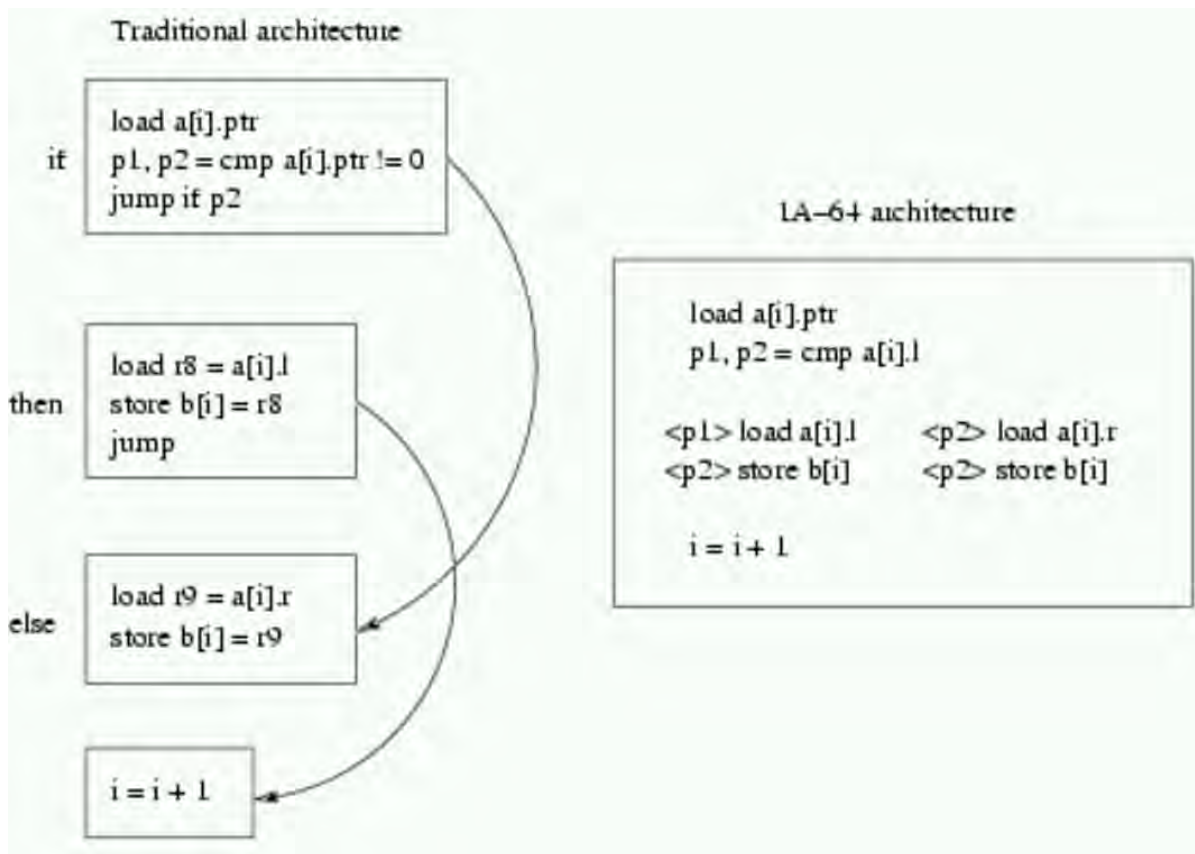 Traditional architecture
if
load a[i].ptr
p1, p2 = cmp a[i].ptr != 0
jump if p2
then
load r8 = a[i].l
store b[i] = r8
jump
else
load r9 = a[i].r
store b[i] = r9
i = i + 1
IA–64 architecture
load a[i].ptr
p1, p2 = cmp a[i].l
<p1> load a[i].l <p2> load a[i].r
<p2> store b[i] <p2> store b[i]
i = i + 1